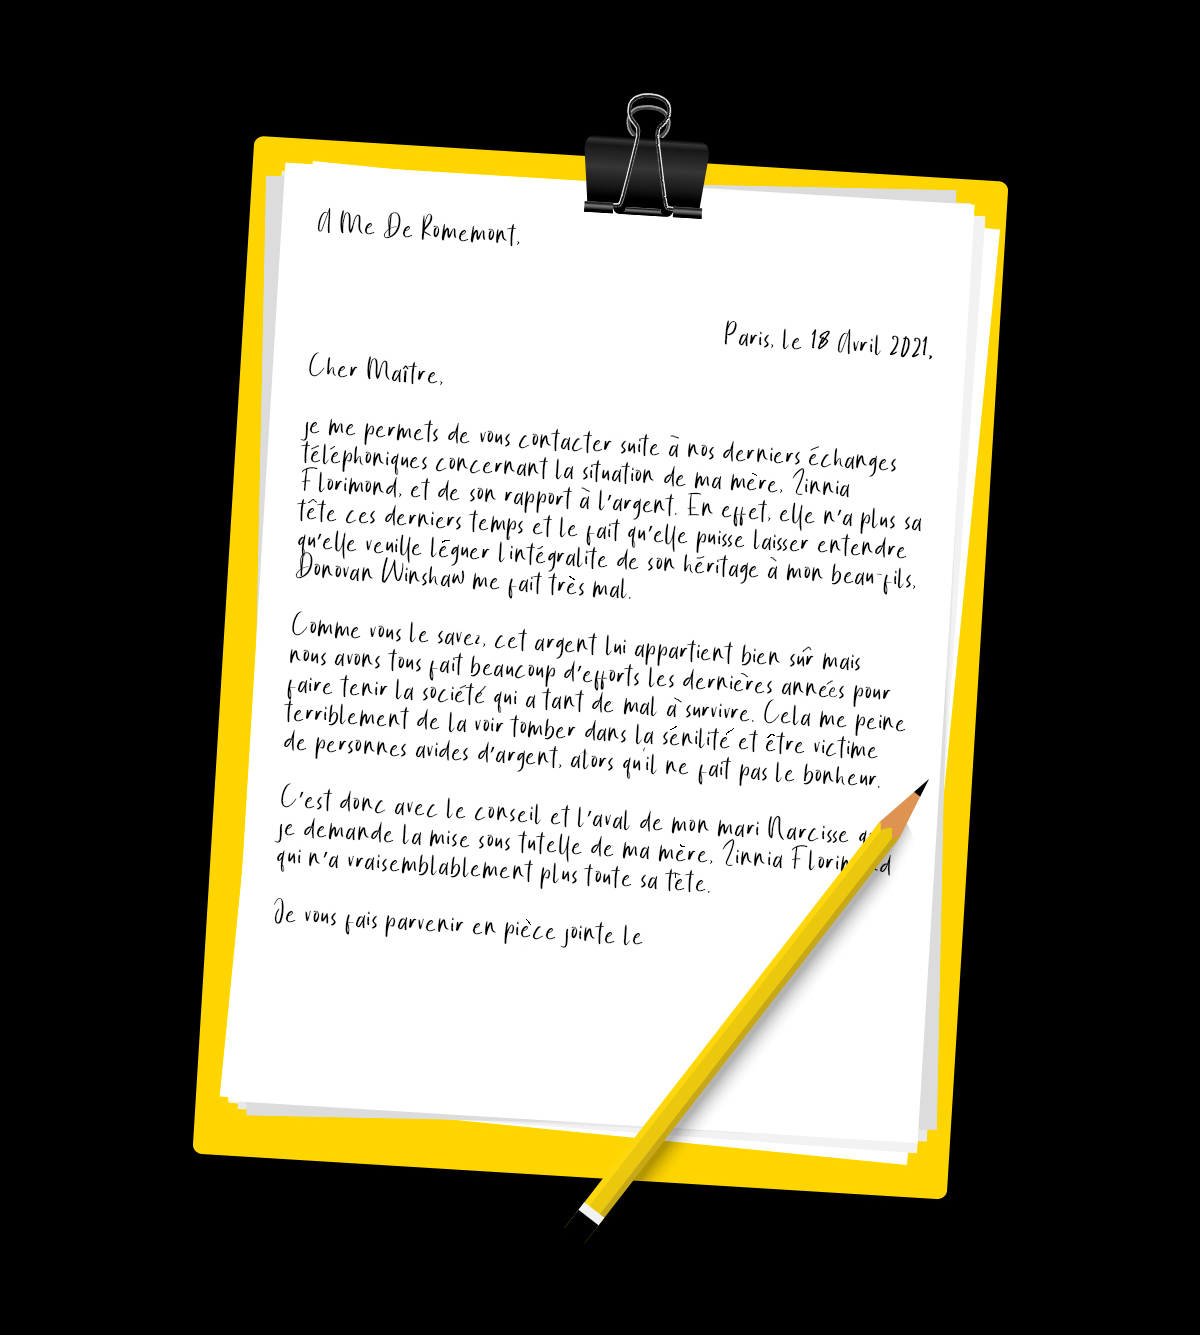 A Me De Romemont,
Paris, le 18 Avril 2021,
Cher Maître,
je me permets de vous contacter suite à nos derniers échanges
téléphoniques concernant la situation de ma mère, Zinnia
Florimond, et de son rapport à l'argent. En effet, elle n'a plus sa
tête ces derniers temps et le fait qu'elle puisse laisser entendre
qu'elle veuille léguer l'intégralité de son héritage à mon beau-fils,
Donovan Winshaw me fait très mal.
Comme vous le savez, cet argent lui appartient bien sûr mais
nous avons tous fait beaucoup d'efforts les dernières années pour
faire tenir la société qui a tant de mal à survivre. Cela me peine
terriblement de la voir tomber dans la sénilité et être victime
de personnes avides d'argent, alors qu'il ne fait pas le bonheur.
C'est donc avec le conseil et l'aval de mon mari Narcisse
je demande la mise sous tutelle de ma mère, Zinnia
qui n'a vraisemblablement plus toute sa tête.
Je vous fais parvenir en pièce jointe le